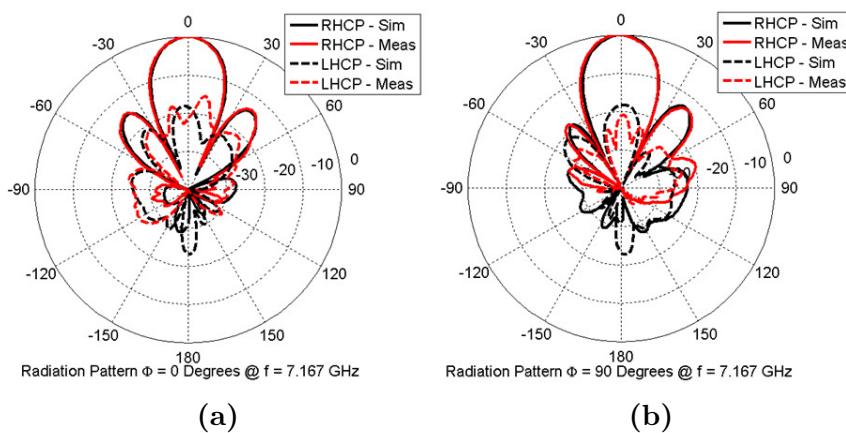 0
RHCP - Sim
RHCP - Meas
LHCP - Sim
LHCP - Meas
-30
30
-60
60
-30
-20
-10
0
-90
90
-120
120
-150
150
180
Radiation Pattern Φ = 0 Degrees @ f = 7.167 GHz
(a)
0
RHCP - Sim
RHCP - Meas
LHCP - Sim
LHCP - Meas
-30
30
-60
60
-20
-10
0
-90
90
-120
120
-150
150
180
Radiation Pattern Φ = 90 Degrees @ f = 7.167 GHz
(b)